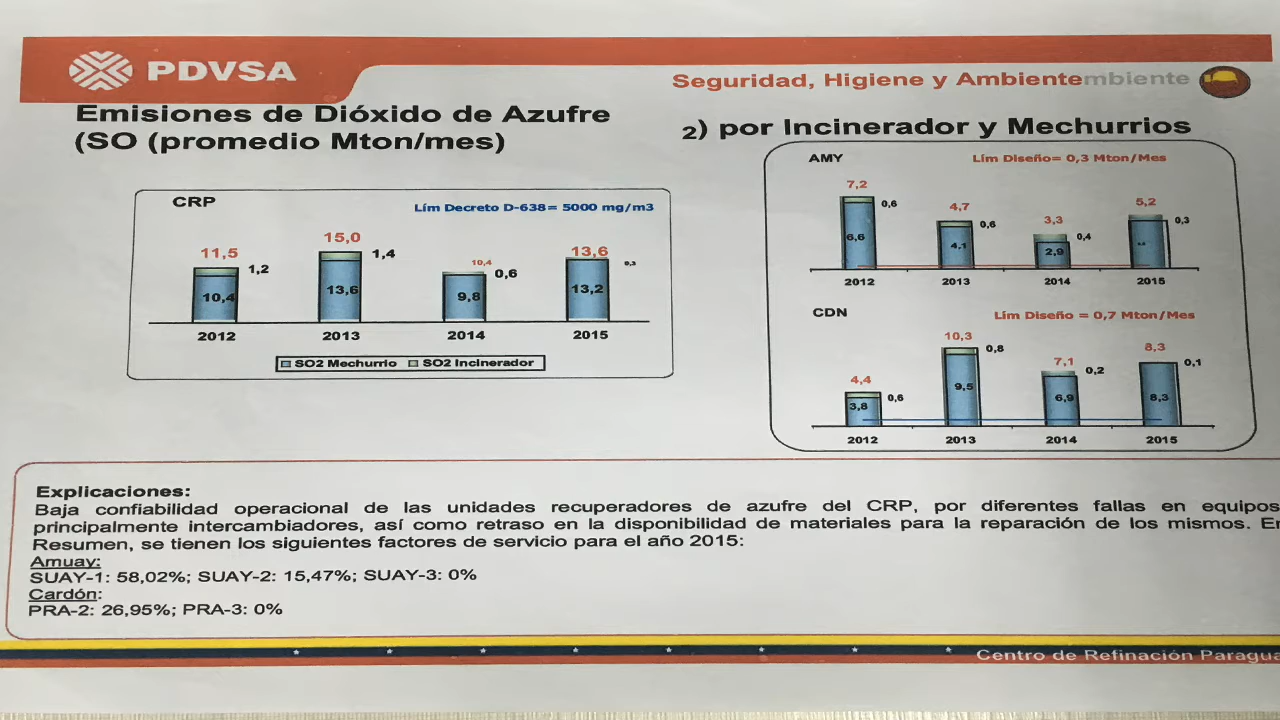 PDVSA
Seguridad, Higiene y Ambientembiente
Emisiones de Dióxido de Azufre
(SO (promedio Mton/mes)
2) por Incinerador y Mechurrios
CRP
Lím Decreto D-638= 5000 mg/m3
11,5
15,0
10,4
13,6
1,2
1,4
0,6
0,3
10,4
13,6
9,8
13,2
2012
2013
2014
2015
SO2 Mechurrio
SO2 Incinerador
AMY
Lím Diseño= 0,3 Mton/Mes
7,2
4,7
3,3
5,2
0,6
0,6
0,4
0,3
6,6
4,1
2,9
2012
2013
2014
2015
CDN
Lím Diseño = 0,7 Mton/Mes
4,4
10,3
7,1
8,3
0,6
0,8
0,2
0,1
3,8
9,5
6,9
8,3
2012
2013
2014
2015
Explicaciones:
Baja confiabilidad operacional de las unidades recuperadores de azufre del CRP, por diferentes fallas en equipos
principalmente intercambiadores, así como retraso en la disponibilidad de materiales para la reparación de los mismos. En
Resumen, se tienen los siguientes factores de servicio para el año 2015:
Amuay:
SUAY-1: 58,02%; SUAY-2: 15,47%; SUAY-3: 0%
Cardón:
PRA-2: 26,95%; PRA-3: 0%
Centro de Refinación Paragua